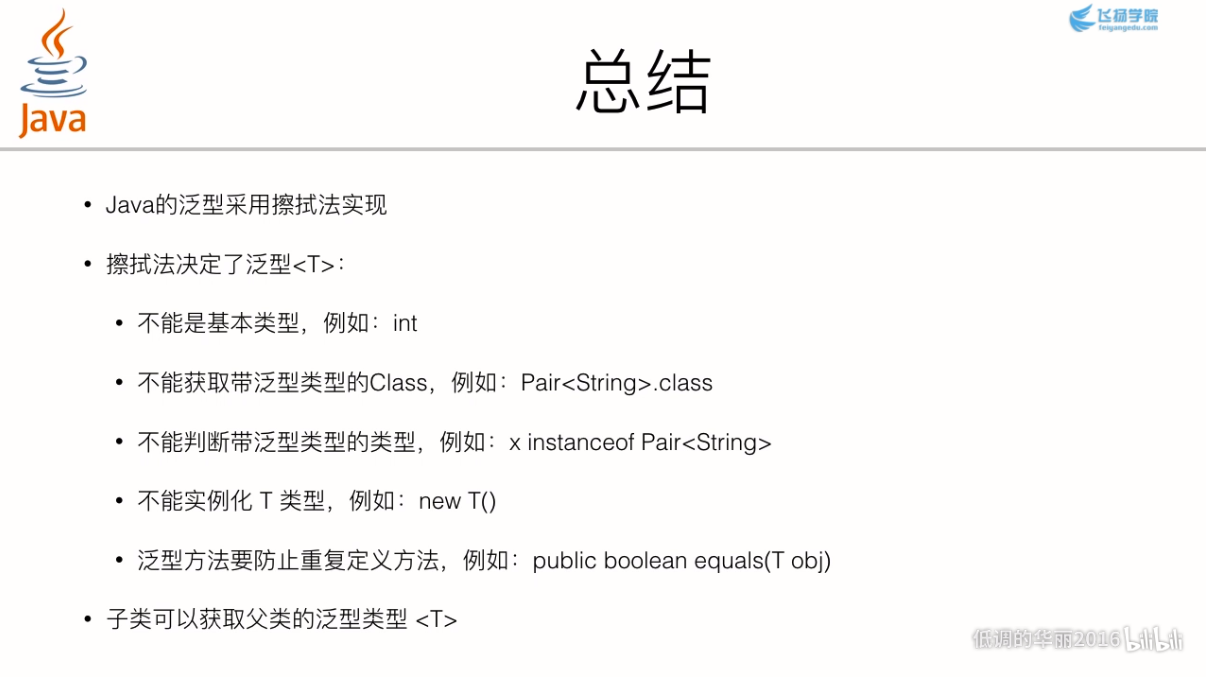 Java
飞扬学院
feiyangedu.com
总结
• Java的泛型采用擦拭法实现
• 擦拭法决定了泛型<T>：
• 不能是基本类型，例如：int
• 不能获取带泛型类型的Class，例如：Pair<String>.class
• 不能判断带泛型类型的类型，例如：x instanceof Pair<String>
• 不能实例化 T 类型，例如：new T()
• 泛型方法要防止重复定义方法，例如：public boolean equals(T obj)
• 子类可以获取父类的泛型类型 <T>
低调的华丽2016 bilibili